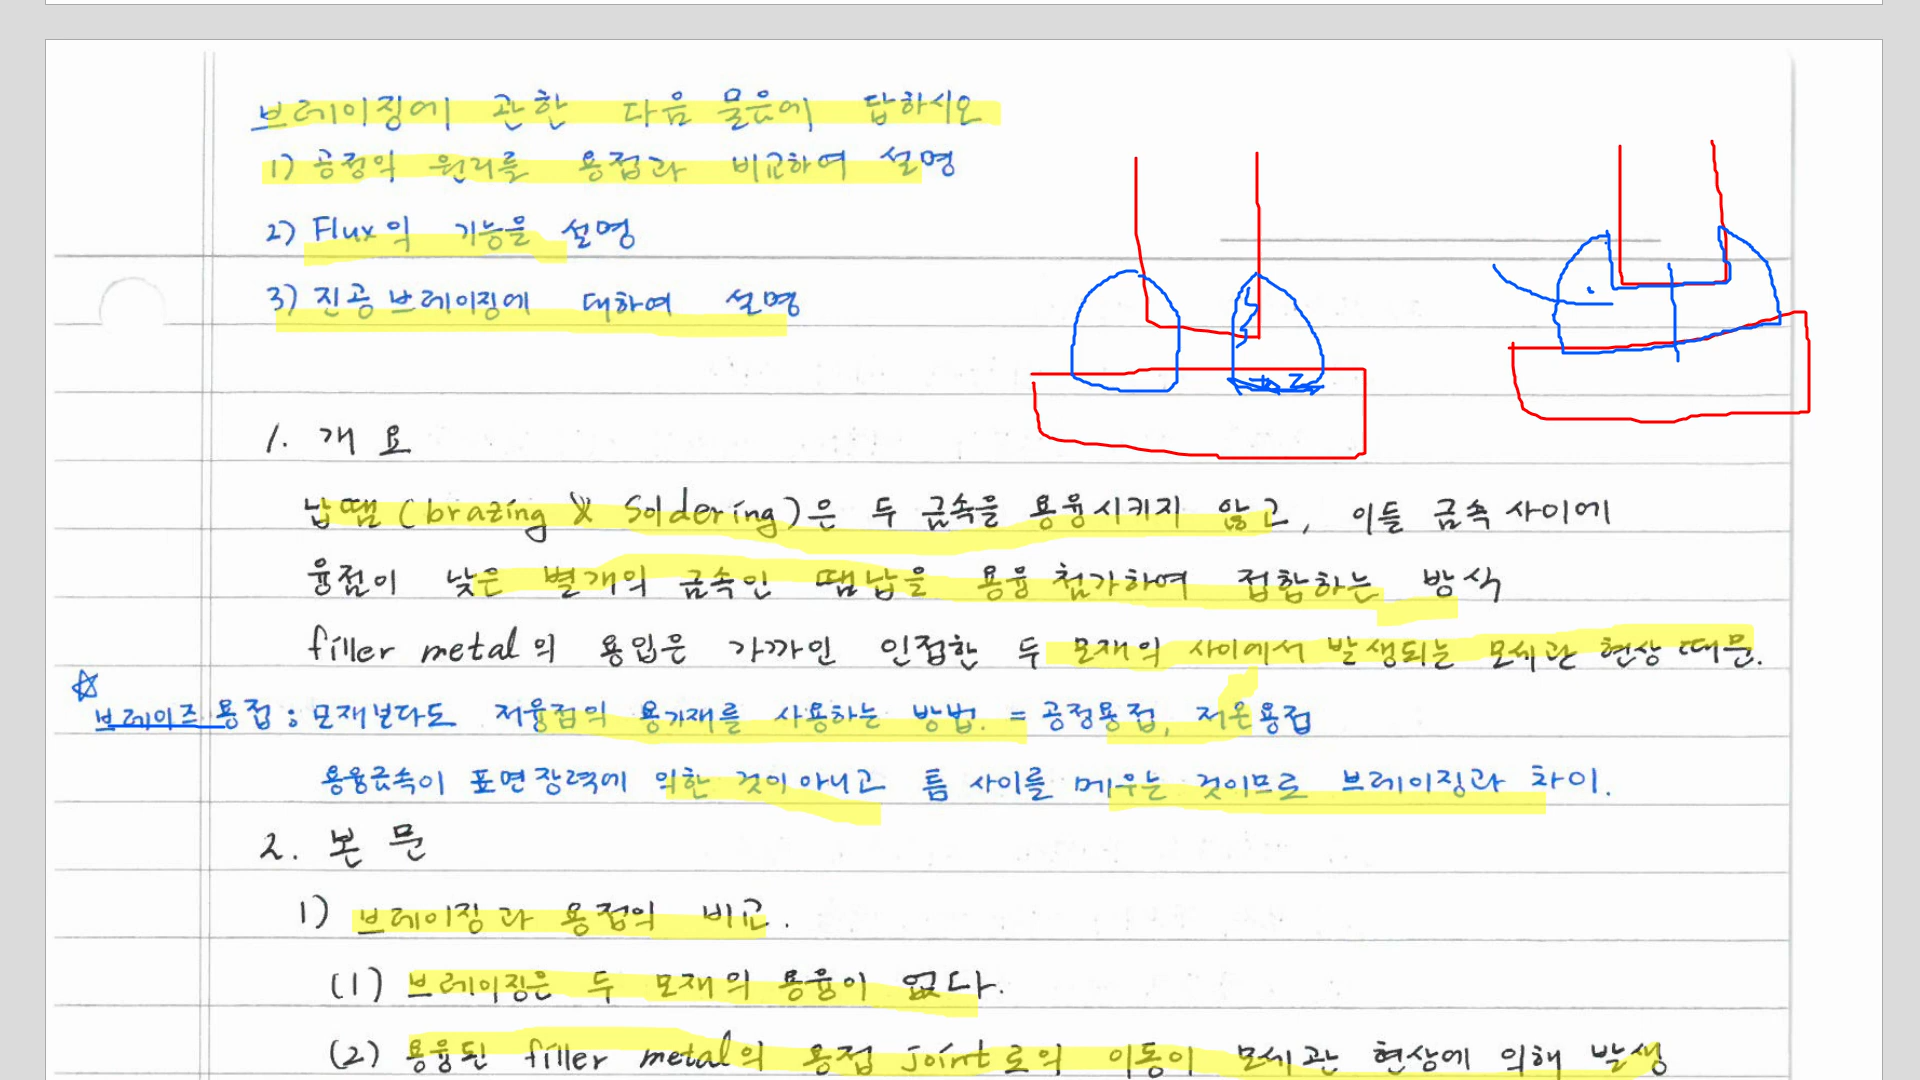 브레이징에 관한 다음 물음에 답하시오
1) 공정의 원리를 용접과 비교하여 설명
2) Flux의 기능을 설명
3) 진공 브레이징에 대하여 설명
1. 개 요
납땜 (brazing & Soldering)은 두 금속을 용융시키지 않고, 이들 금속 사이에
융점이 낮은 별개의 금속인 땜납을 용융 첨가하여 접합하는 방식
filler metal의 용입은 가까인 인접한 두 모재의 사이에서 발생되는 모세관 현상 때문.
☆ 브레이즈 용접 : 모재보다도 저융점의 용가재를 사용하는 방법. = 공정용접, 저온용접
용융금속이 표면장력에 의한 것이 아니고 틈 사이를 메우는 것이므로 브레이징과 차이.
2. 본 문
1) 브레이징과 용접의 비교.
(1) 브레이징은 두 모재의 용융이 없다.
(2) 용융된 filler metal의 용접 joint로의 이동이 모세관 현상에 의해 발생